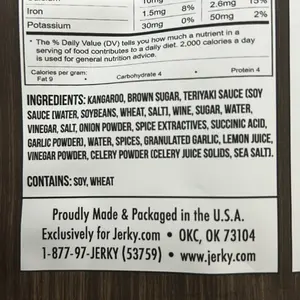 10mg 2.6mg 15%
Iron 1.5mg 8%
Potassium 30mg 0% 50mg 2%
* The % Daily Value (DV) tells you how much a nutrient in a
serving of food contributes to a daily diet. 2,000 calories a day
is used for general nutrition advice.
Calories per gram:
Fat 9 • Carbohydrate 4 • Protein 4
INGREDIENTS: KANGAROO, BROWN SUGAR, TERIYAKI SAUCE (SOY
SAUCE (WATER, SOYBEANS, WHEAT, SALT), WINE, SUGAR, WATER,
VINEGAR, SALT, ONION POWDER, SPICE EXTRACTIVES, SUCCINIC ACID,
GARLIC POWDER), WATER, SPICES, GRANULATED GARLIC, LEMON JUICE,
VINEGAR POWDER, CELERY POWDER (CELERY JUICE SOLIDS, SEA SALT).
CONTAINS: SOY, WHEAT
Proudly Made & Packaged in the U.S.A.
Exclusively for Jerky.com • OKC, OK 73104
1-877-97-JERKY (53759) • www.jerky.com